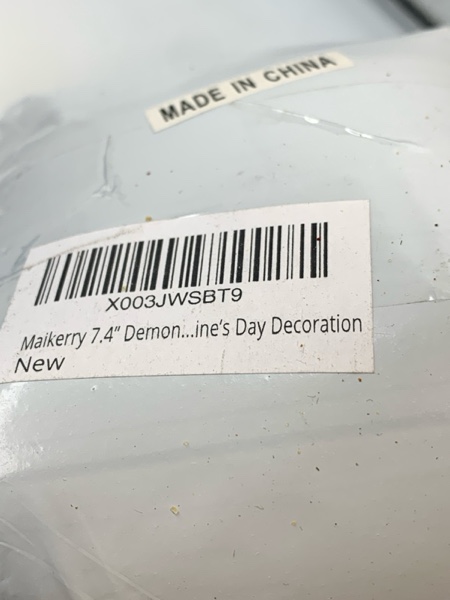 MADE IN CHINA
X003JWSBT9
Maikerry 7.4" Demon...ine's Day Decoration
New